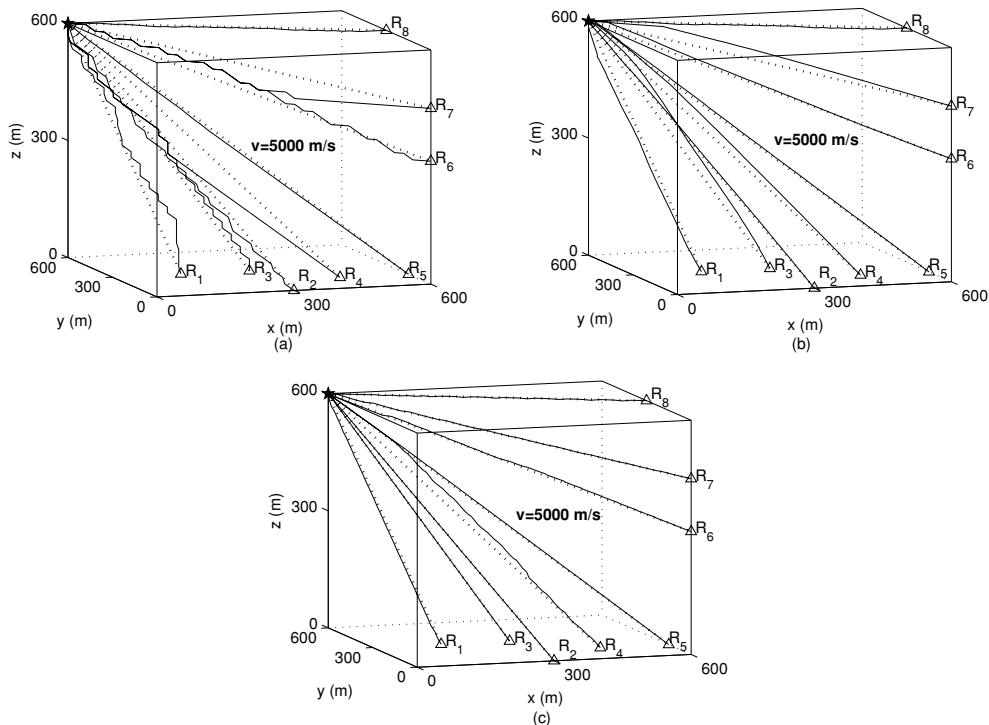 600
R8
R7
300
z (m)
v=5000 m/s
R6
0
600
R1
R3
R2
R4
R5
300
600
y (m)
0
0
300
x (m)
(a)
600
R8
R7
300
z (m)
v=5000 m/s
R6
0
600
R1
R3
R2
R4
R5
300
600
y (m)
0
0
300
x (m)
(b)
600
R8
R7
300
z (m)
v=5000 m/s
R6
0
600
R1
R3
R2
R4
R5
300
600
y (m)
0
0
300
x (m)
(c)